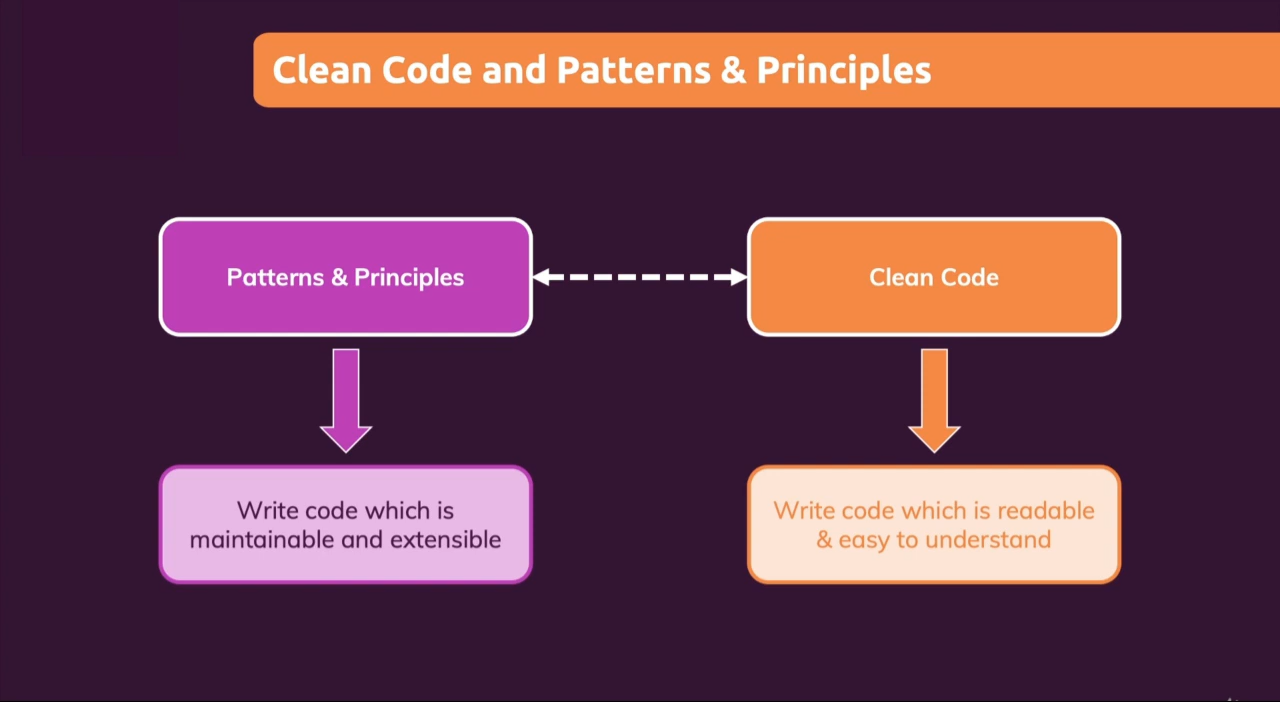 Clean Code and Patterns & Principles
Patterns & Principles
Clean Code
Write code which is
maintainable and extensible
Write code which is readable
& easy to understand